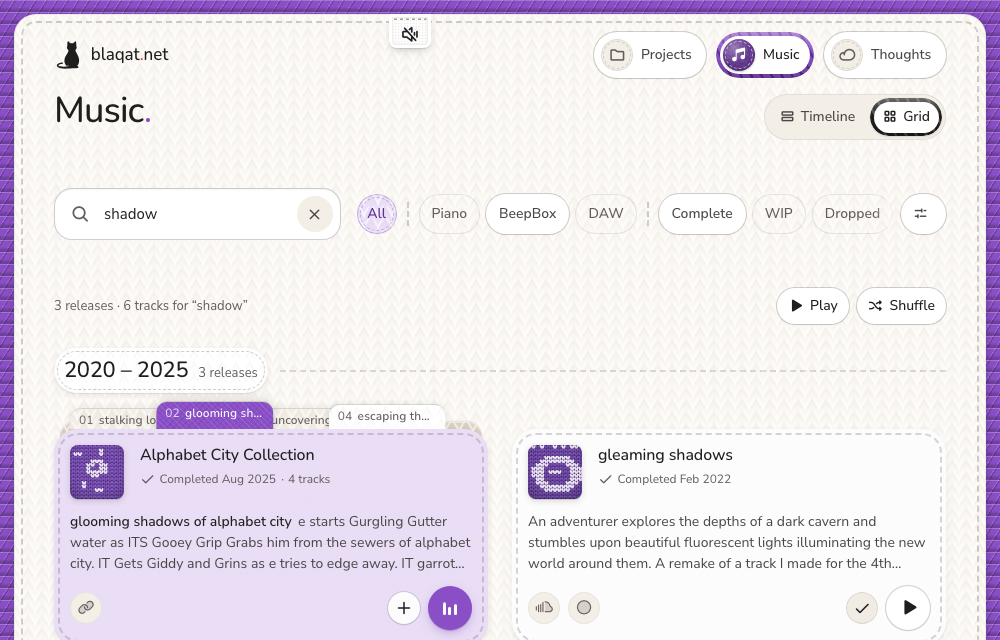 blaqat.net
Projects
Music
Thoughts
Music.
Timeline
Grid
shadow
All
Piano
BeepBox
DAW
Complete
WIP
Dropped
3 releases · 6 tracks for “shadow”
Play
Shuffle
2020 – 2025 3 releases
01 stalking lo
02 glooming sh...
uncovering
04 escaping th...
Alphabet City Collection
Completed Aug 2025 · 4 tracks
glooming shadows of alphabet city e starts Gurgling Gutter
water as ITS Gooey Grip Grabs him from the sewers of alphabet
city. IT Gets Giddy and Grins as e tries to edge away. IT garrot...
gleaming shadows
Completed Feb 2022
An adventurer explores the depths of a dark cavern and
stumbles upon beautiful fluorescent lights illuminating the new
world around them. A remake of a track I made for the 4th...